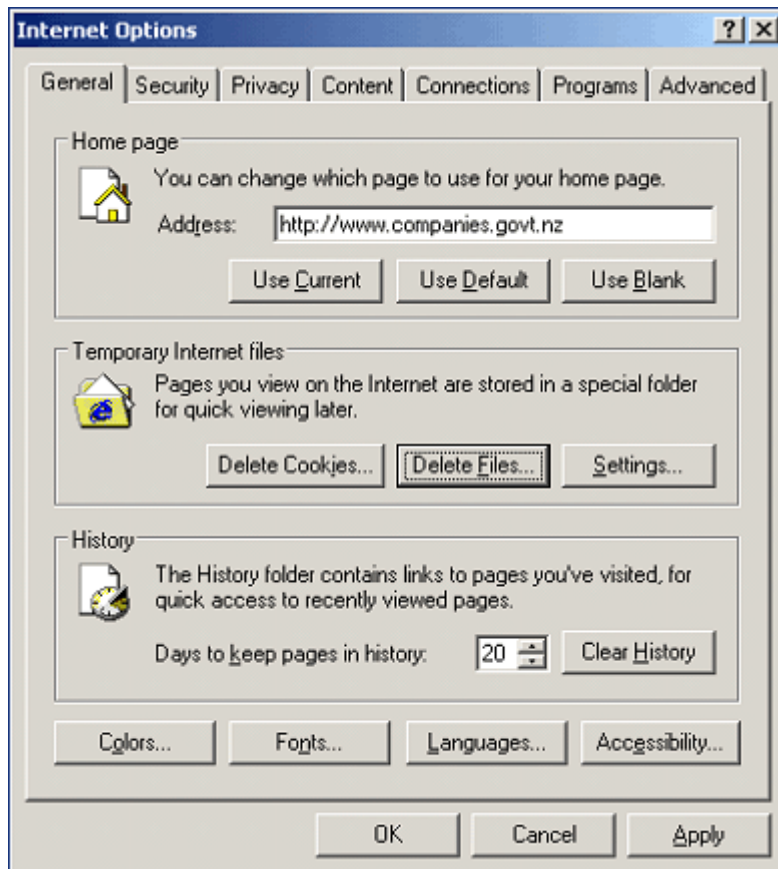 Internet Options
General Security Privacy Content Connections Programs Advanced
Home page
You can change which page to use for your home page.
Address: http://www.companies.govt.nz
Use Current Use Default Use Blank
Temporary Internet files
Pages you view on the Internet are stored in a special folder
for quick viewing later.
Delete Cookies... Delete Files... Settings...
History
The History folder contains links to pages you've visited, for
quick access to recently viewed pages.
Days to keep pages in history: 20 Clear History
Colors... Fonts... Languages... Accessibility...
OK Cancel Apply